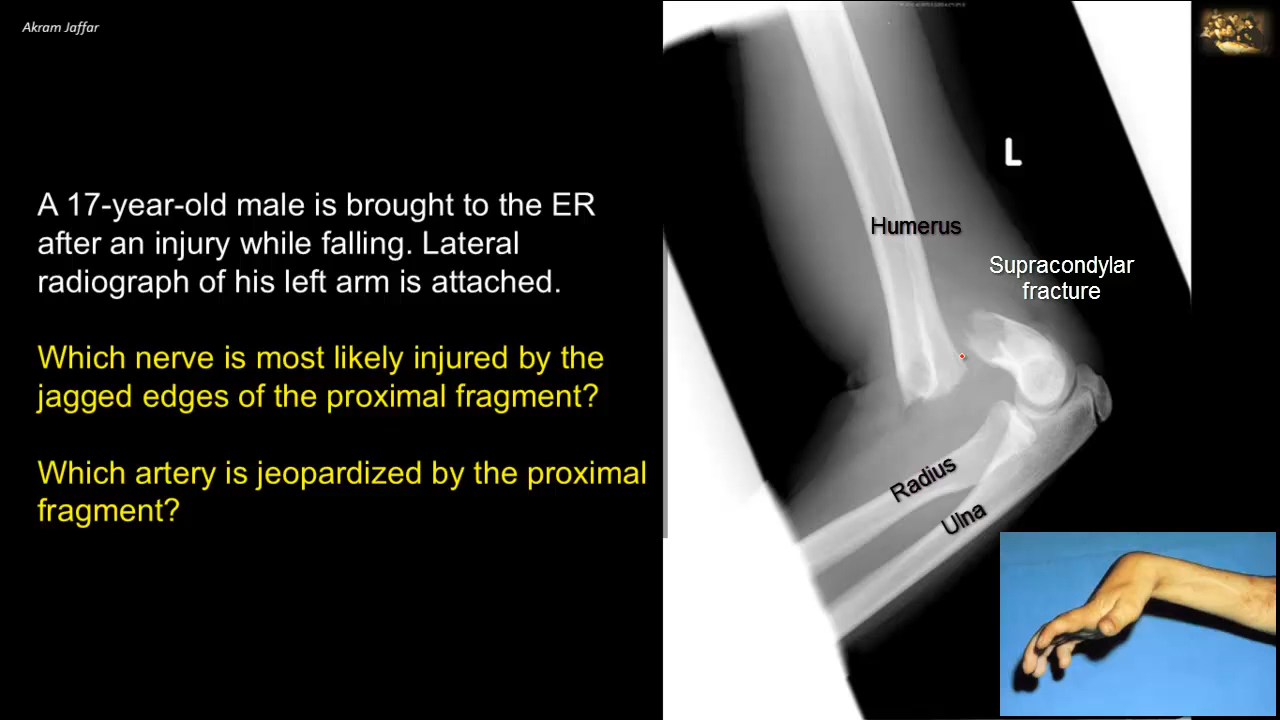 Akram Jaffar
A 17-year-old male is brought to the ER
after an injury while falling. Lateral
radiograph of his left arm is attached.
Which nerve is most likely injured by the
jagged edges of the proximal fragment?
Which artery is jeopardized by the proximal
fragment?
L
Humerus
Supracondylar
fracture
Radius
Ulna